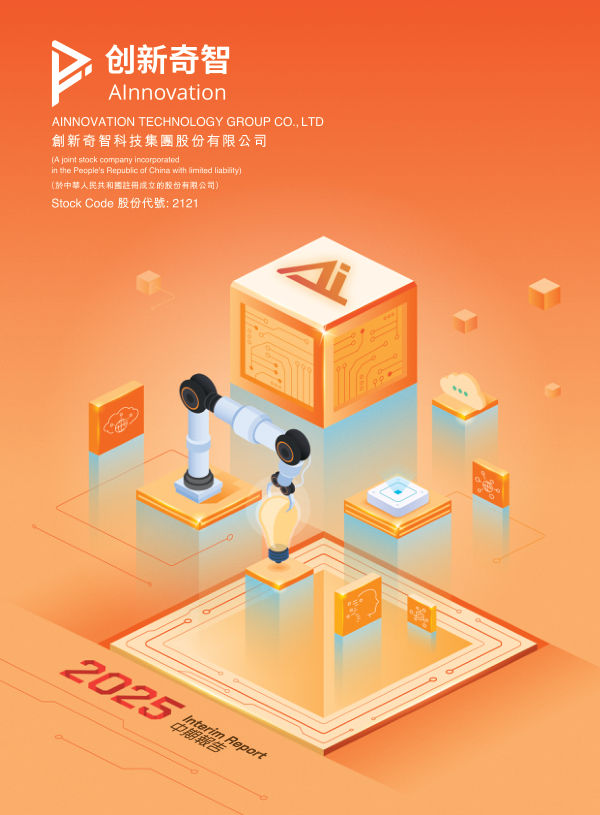 创新奇智
AInnovation
AINNOVATION TECHNOLOGY GROUP CO., LTD
創新奇智科技集團股份有限公司
(A joint stock company incorporated
in the People's Republic of China with limited liability)
(於中華人民共和國註冊成立的股份有限公司)
Stock Code 股份代號: 2121
Ai
2025
Interim Report
中期報告